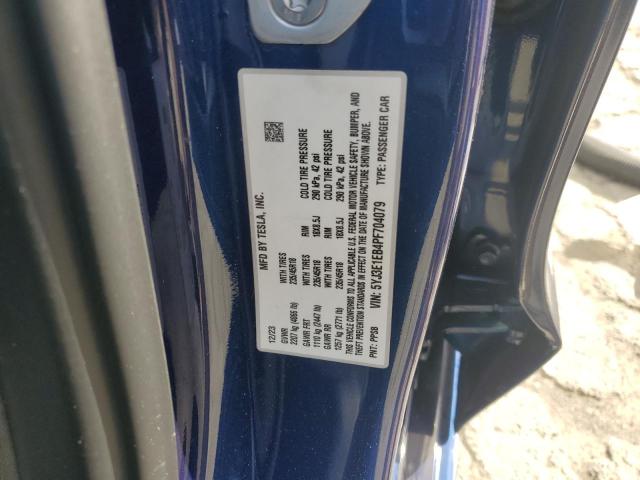 MFD BY TESLA, INC.
12/23
GVWR
2207 kg (4866 lb)
WITH TIRES
235/45R18
RIM
18X8.5J
COLD TIRE PRESSURE
290 kPa, 42 psi
GAWR FRT
1110 kg (2447 lb)
GAWR RR
1257 kg (2771 lb)
WITH TIRES
235/45R18
RIM
18X8.5J
COLD TIRE PRESSURE
290 kPa, 42 psi
THIS VEHICLE CONFORMS TO ALL APPLICABLE U.S. FEDERAL MOTOR VEHICLE SAFETY, BUMPER, AND
THEFT PREVENTION STANDARDS IN EFFECT ON THE DATE OF MANUFACTURE SHOWN ABOVE.
VIN: 5YJ3E1EB4PF704079
TYPE: PASSENGER CAR
PNT: PPSB